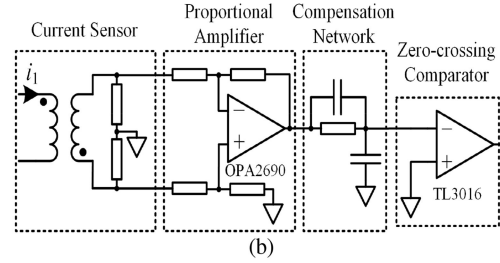 Current Sensor
Proportional
Amplifier
Compensation
Network
Zero-crossing
Comparator
i1
−
+
OPA2690
−
+
TL3016
(b)